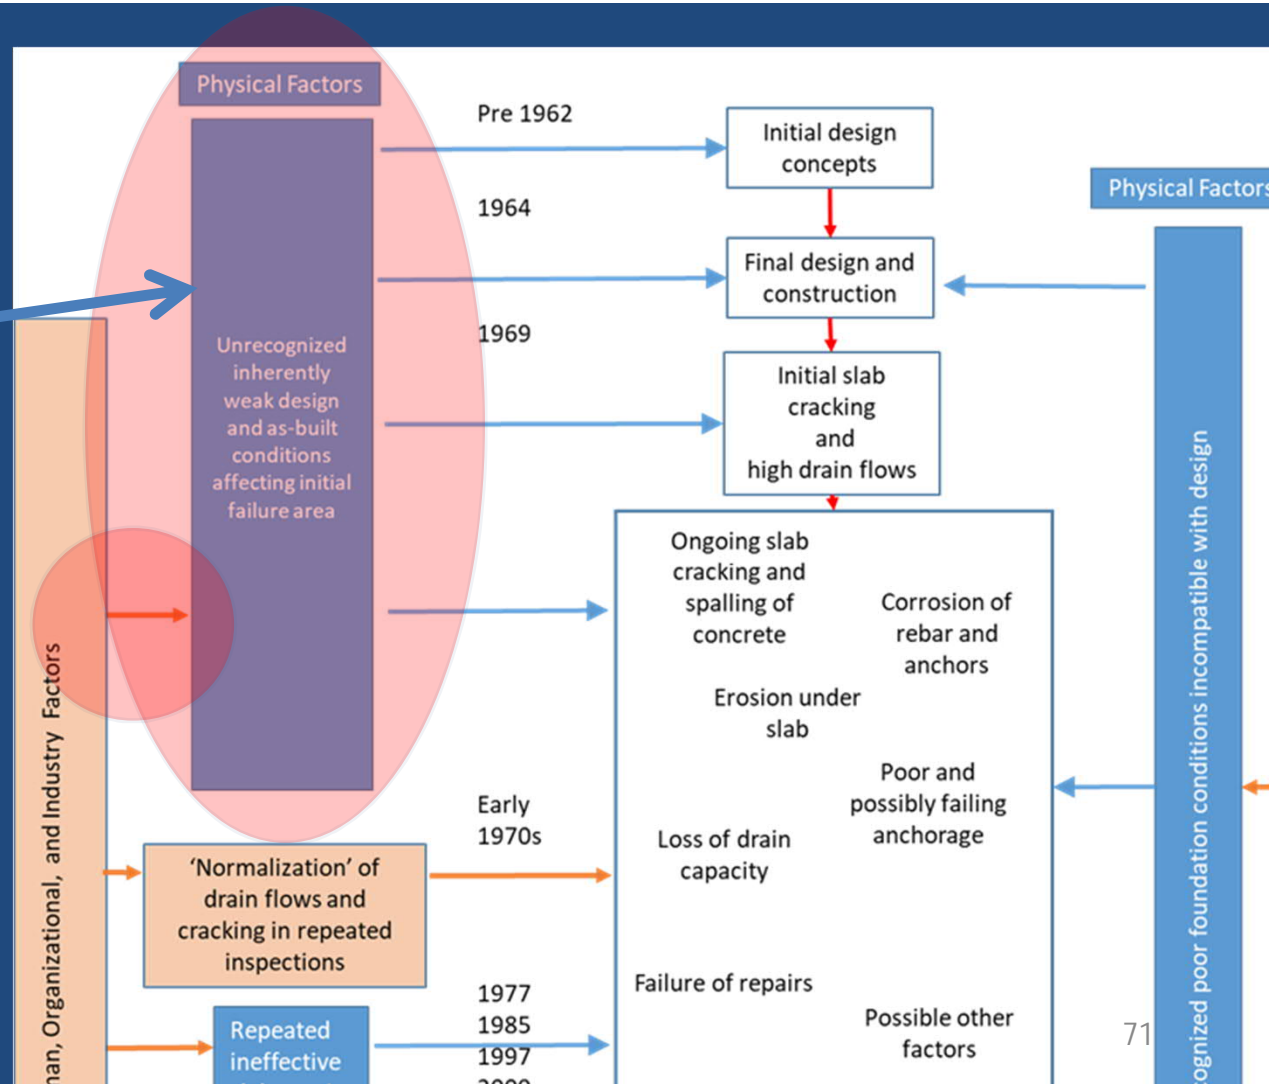 Physical Factors
Unrecognized
inherently
weak design
and as-built
conditions
affecting initial
failure area
Pre 1962
1964
1969
Initial design
concepts
Final design and
construction
Initial slab
cracking
and
high drain flows
Physical Factors
Ongoing slab
cracking and
spalling of
concrete
Corrosion of
rebar and
anchors
Erosion under
slab
Poor and
possibly failing
anchorage
Loss of drain
capacity
Failure of repairs
Possible other
factors
Early
1970s
‘Normalization’ of
drain flows and
cracking in repeated
inspections
1977
1985
1997
Repeated
ineffective
Organizational, and Industry Factors
poor foundation conditions incompatible with design
71